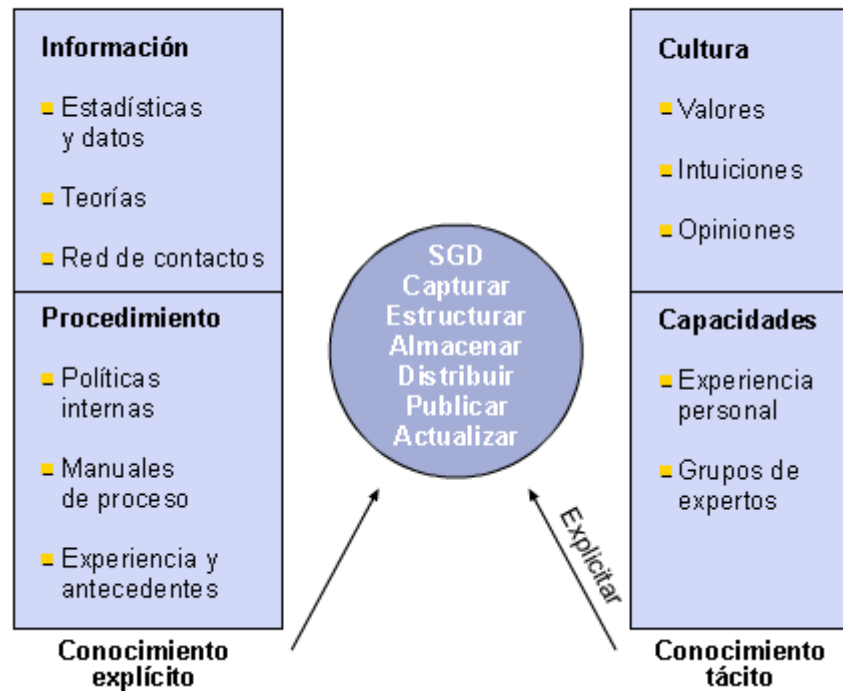 Información
Estadísticas
y datos
Teorías
Red de contactos
Procedimiento
Políticas
internas
Manuales
de proceso
Experiencia y
antecedentes
Conocimiento
explícito
SGD
Capturar
Estructurar
Almacenar
Distribuir
Publicar
Actualizar
Explicitar
Cultura
Valores
Intuiciones
Opiniones
Capacidades
Experiencia
personal
Grupos de
expertos
Conocimiento
tácito